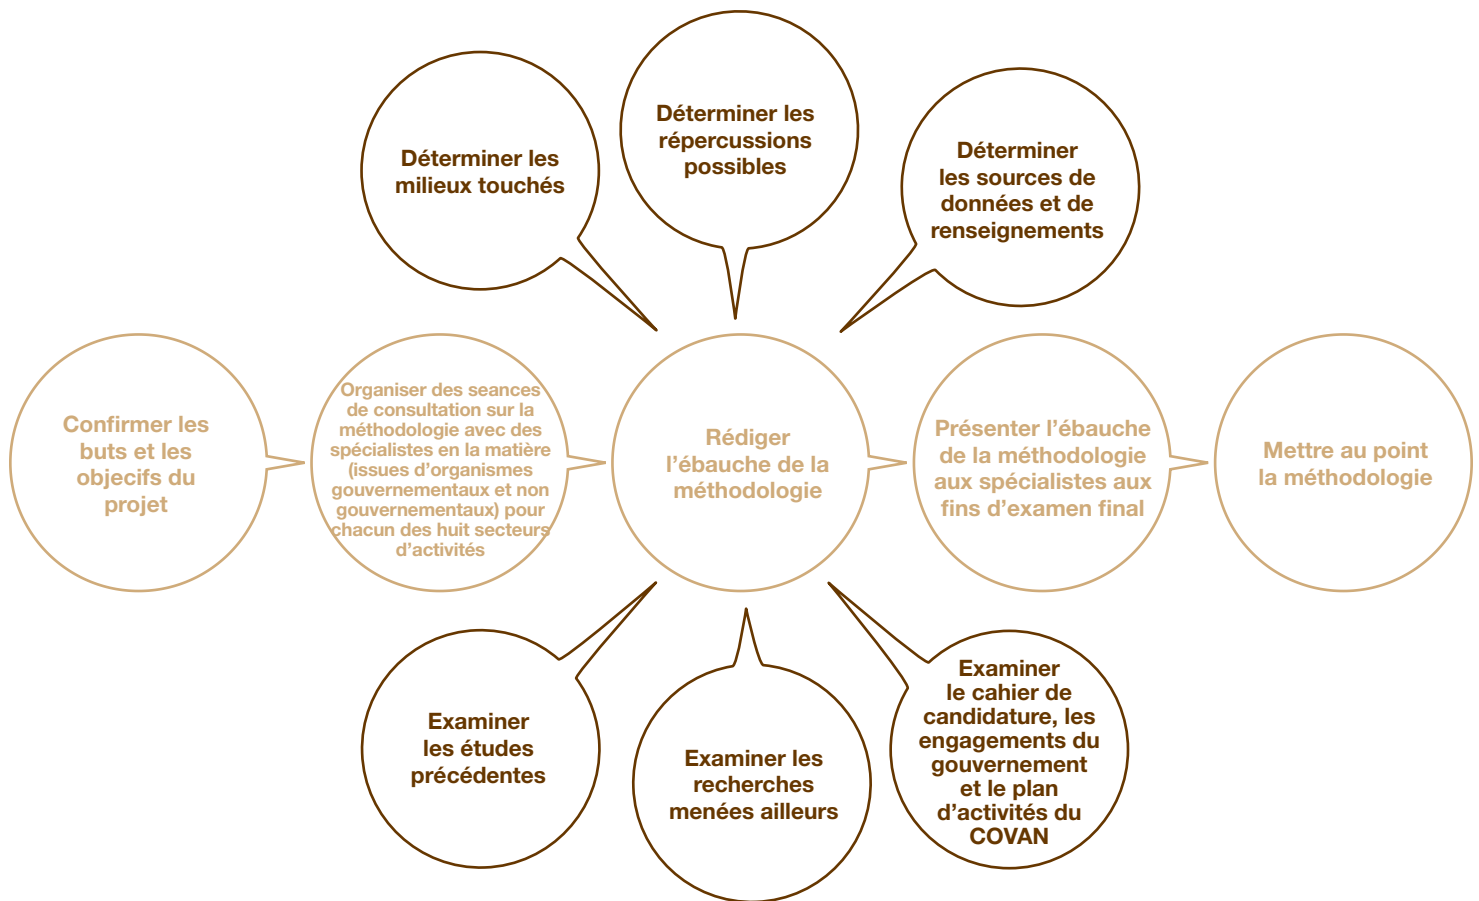 Déterminer les
milieux touchés
Déterminer les
répercussions
possibles
Déterminer
les sources de
données et de
renseignements
Confirmer les
buts et les
objecifs du
projet
Organiser des seances
de consultation sur la
méthodologie avec des
spécialistes en la matière
(issues d’organismes
gouvernementaux et non
gouvernementaux) pour
chacun des huit secteurs
d’activités
Rédiger
l’ébauche de la
méthodologie
Présenter l’ébauche
de la méthodologie
aux spécialistes aux
fins d’examen final
Mettre au point
la méthodologie
Examiner
les études
précédentes
Examiner les
recherches
menées ailleurs
Examiner
le cahier de
candidature, les
engagements du
gouvernement
et le plan
d’activités du
COVAN